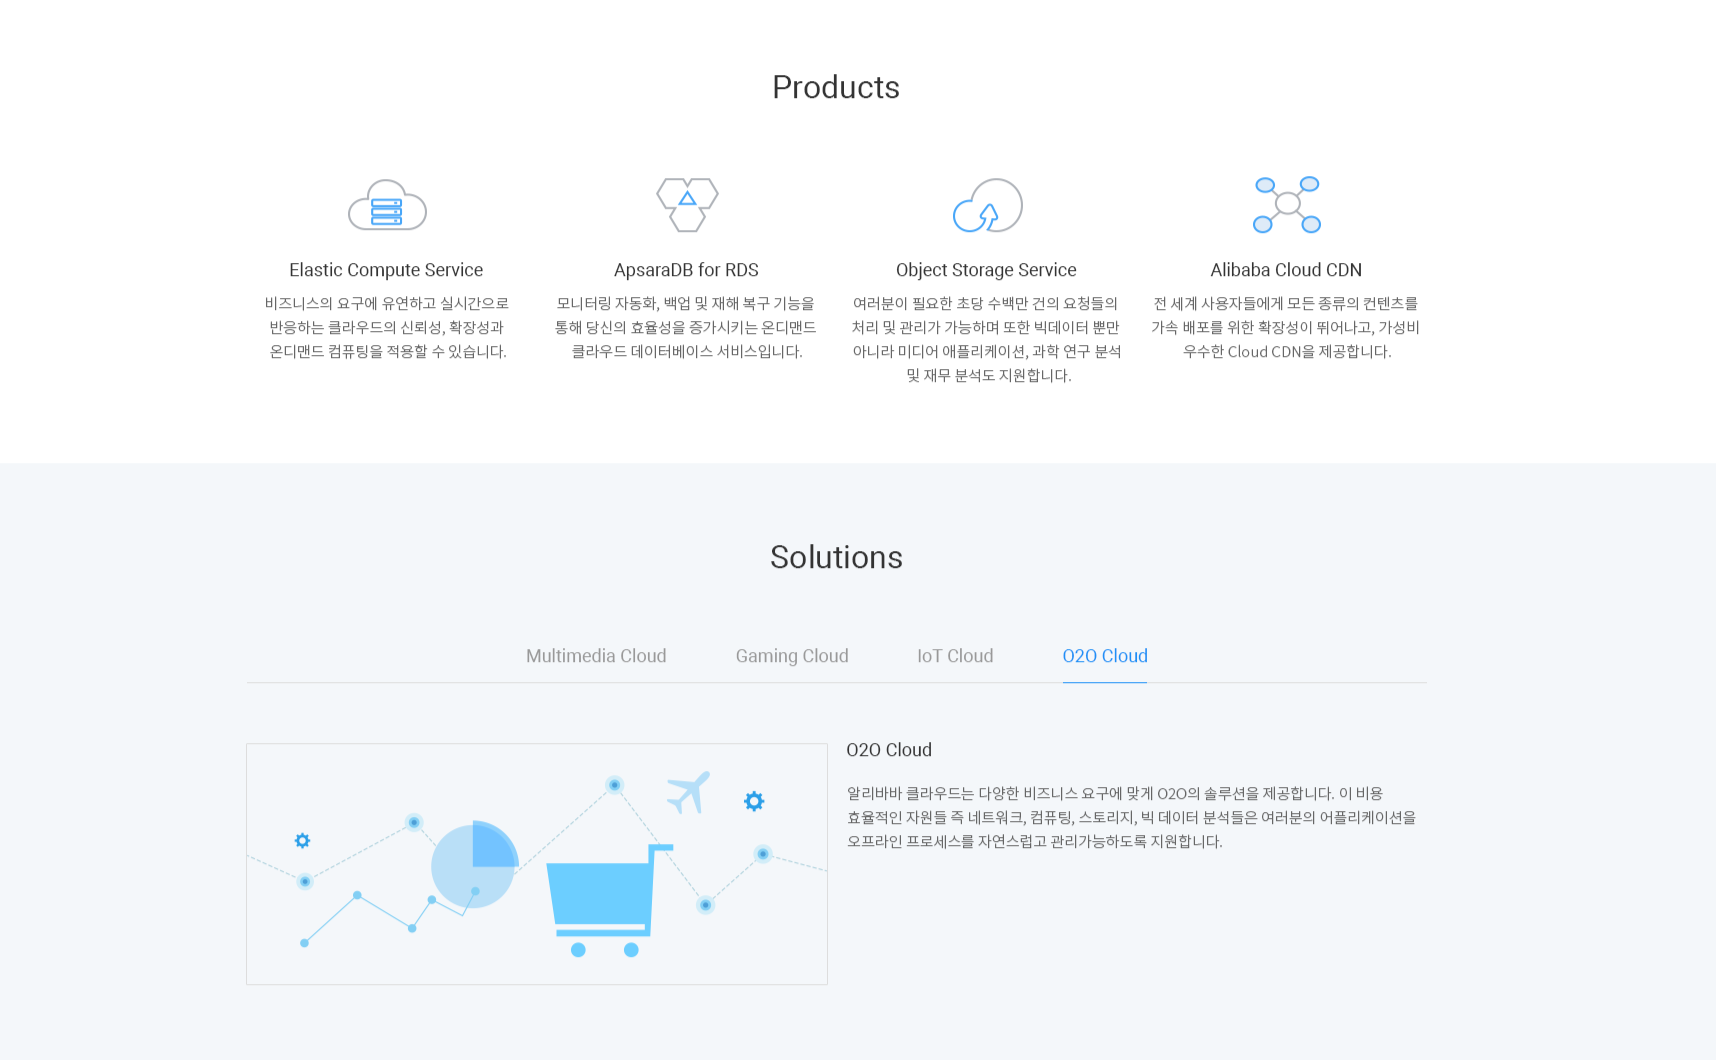 Products
Elastic Compute Service
비즈니스의 요구에 유연하고 실시간으로
반응하는 클라우드의 신뢰성, 확장성과
온디맨드 컴퓨팅을 적용할 수 있습니다.
ApsaraDB for RDS
모니터링 자동화, 백업 및 재해 복구 기능을
통해 당신의 효율성을 증가시키는 온디맨드
클라우드 데이터베이스 서비스입니다.
Object Storage Service
여러분이 필요한 초당 수백만 건의 요청들의
처리 및 관리가 가능하며 또한 빅데이터 뿐만
아니라 미디어 애플리케이션, 과학 연구 분석
및 재무 분석도 지원합니다.
Alibaba Cloud CDN
전 세계 사용자들에게 모든 종류의 컨텐츠를
가속 배포를 위한 확장성이 뛰어나고, 가성비
우수한 Cloud CDN을 제공합니다.
Solutions
Multimedia Cloud
Gaming Cloud
IoT Cloud
O2O Cloud
O2O Cloud
알리바바 클라우드는 다양한 비즈니스 요구에 맞게 O2O의 솔루션을 제공합니다. 이 비용
효율적인 자원들 즉 네트워크, 컴퓨팅, 스토리지, 빅 데이터 분석들은 여러분의 어플리케이션을
오프라인 프로세스를 자연스럽고 관리가능하도록 지원합니다.